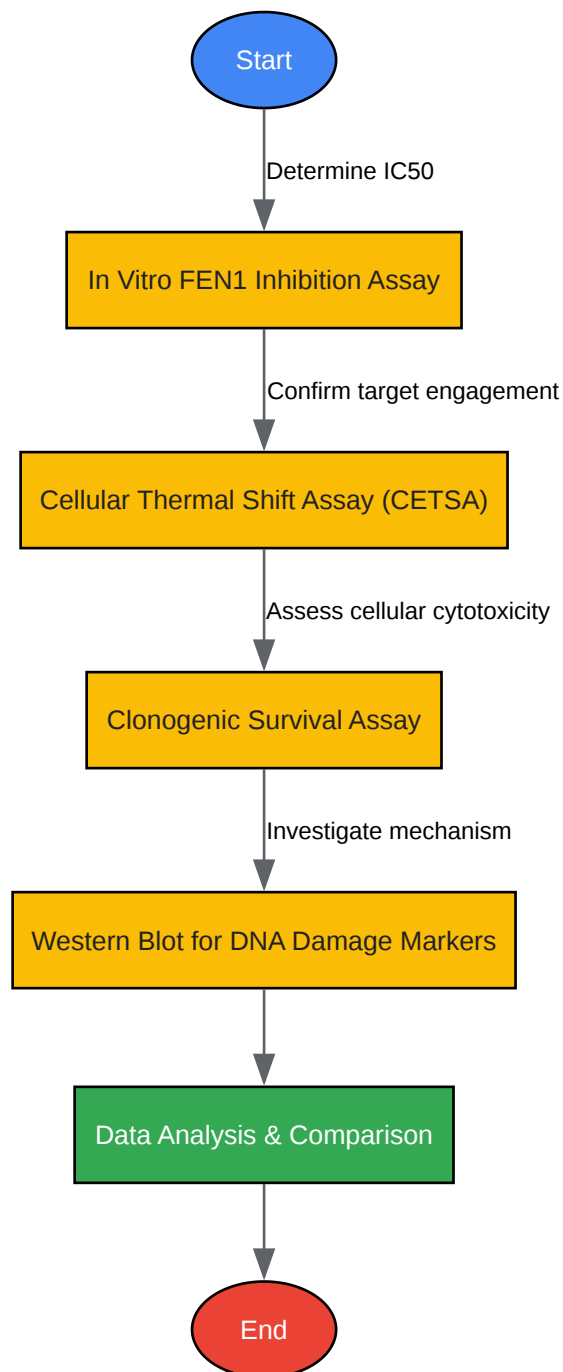 Start
Determine IC50
In Vitro FEN1 Inhibition Assay
Confirm target engagement
Cellular Thermal Shift Assay (CETSA)
Assess cellular cytotoxicity
Clonogenic Survival Assay
Investigate mechanism
Western Blot for DNA Damage Markers
Data Analysis & Comparison
End